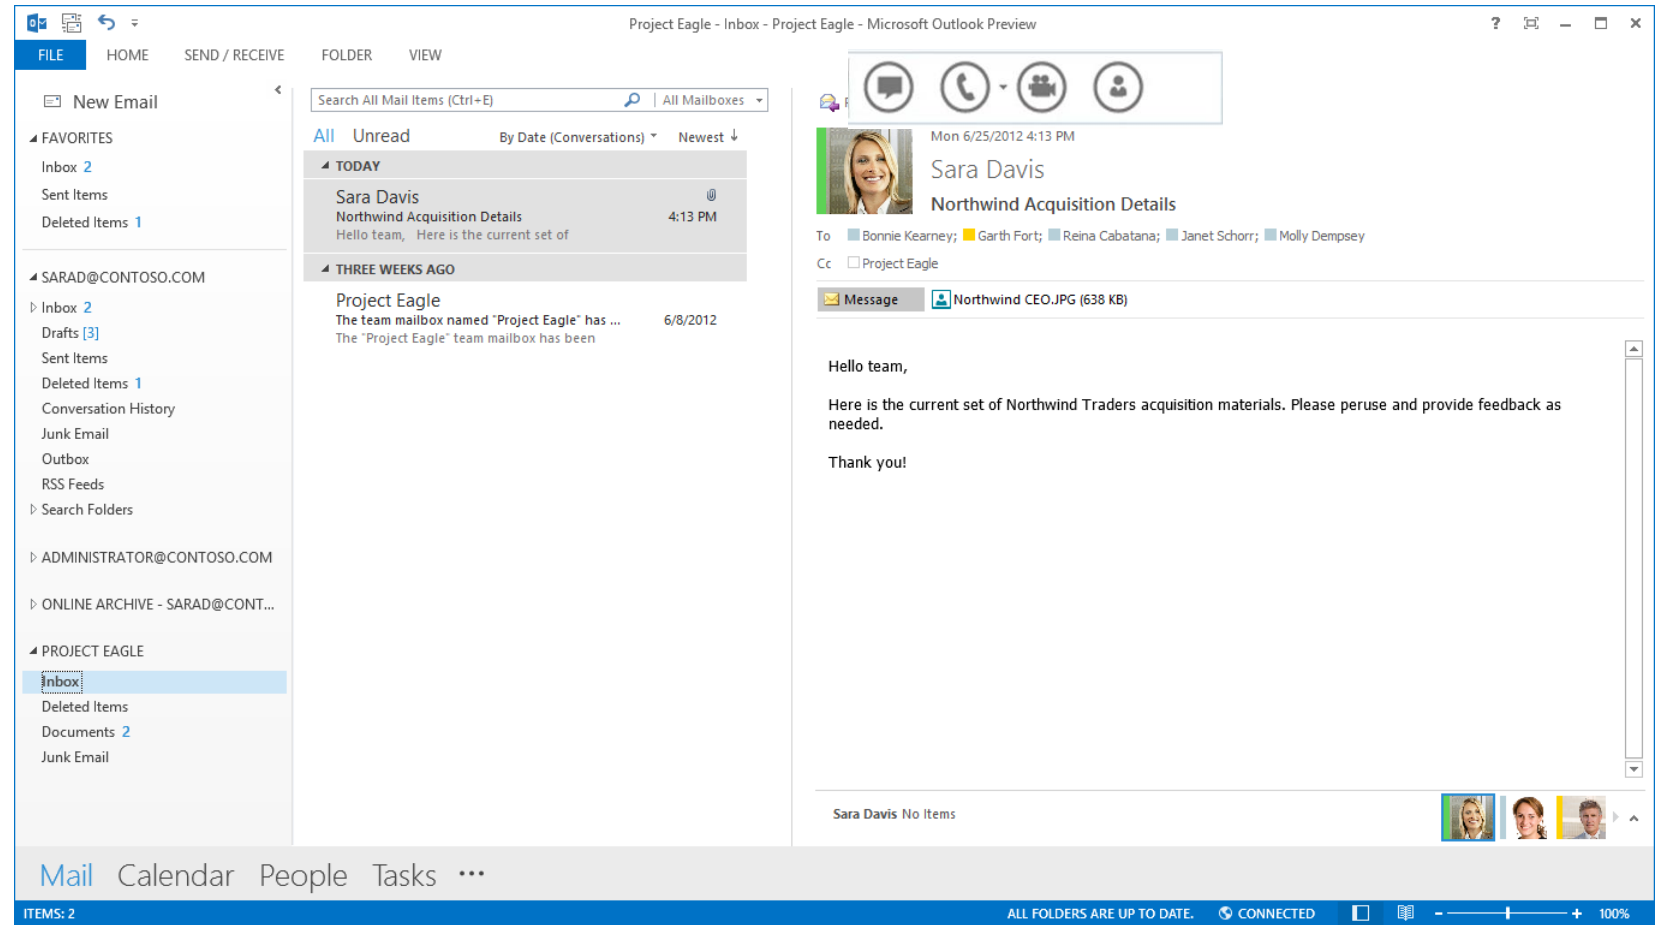 Project Eagle - Inbox - Project Eagle - Microsoft Outlook Preview
FILE HOME SEND / RECEIVE FOLDER VIEW
New Email
FAVORITES
Inbox 2
Sent Items
Deleted Items 1
SARAD@CONTOSO.COM
Inbox 2
Drafts [3]
Sent Items
Deleted Items 1
Conversation History
Junk Email
Outbox
RSS Feeds
Search Folders
ADMINISTRATOR@CONTOSO.COM
ONLINE ARCHIVE - SARAD@CONT...
PROJECT EAGLE
Inbox
Deleted Items
Documents 2
Junk Email
Search All Mail Items (Ctrl+E) All Mailboxes
All Unread By Date (Conversations) Newest
TODAY
Sara Davis
Northwind Acquisition Details 4:13 PM
Hello team, Here is the current set of
THREE WEEKS AGO
Project Eagle
The team mailbox named "Project Eagle" has ... 6/8/2012
The "Project Eagle" team mailbox has been
Mon 6/25/2012 4:13 PM
Sara Davis
Northwind Acquisition Details
To Bonnie Kearney; Garth Fort; Reina Cabatana; Janet Schorr; Molly Dempsey
Cc Project Eagle
Message Northwind CEO.JPG (638 KB)
Hello team,
Here is the current set of Northwind Traders acquisition materials. Please peruse and provide feedback as
needed.
Thank you!
Sara Davis No Items
Mail Calendar People Tasks ···
ITEMS: 2 ALL FOLDERS ARE UP TO DATE. CONNECTED 100%